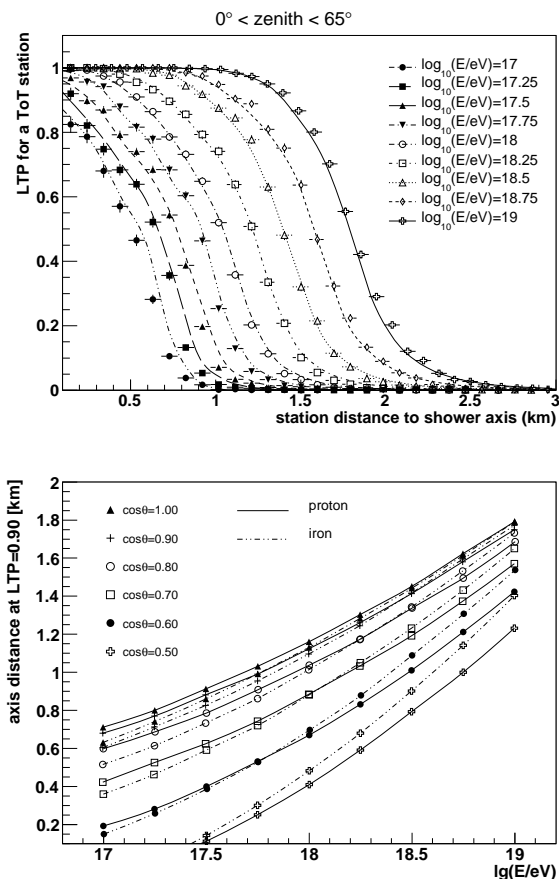 0° < zenith < 65°
LTP for a ToT station
1
0.8
0.6
0.4
0.2
0
log10(E/eV)=17
log10(E/eV)=17.25
log10(E/eV)=17.5
log10(E/eV)=17.75
log10(E/eV)=18
log10(E/eV)=18.25
log10(E/eV)=18.5
log10(E/eV)=18.75
log10(E/eV)=19
0.5 1 1.5 2 2.5 3
station distance to shower axis (km)
axis distance at LTP=0.90 [km]
2
1.8
1.6
1.4
1.2
1
0.8
0.6
0.4
0.2
cosθ=1.00
cosθ=0.90
cosθ=0.80
cosθ=0.70
cosθ=0.60
cosθ=0.50
proton
iron
17 17.5 18 18.5 19
lg(E/eV)